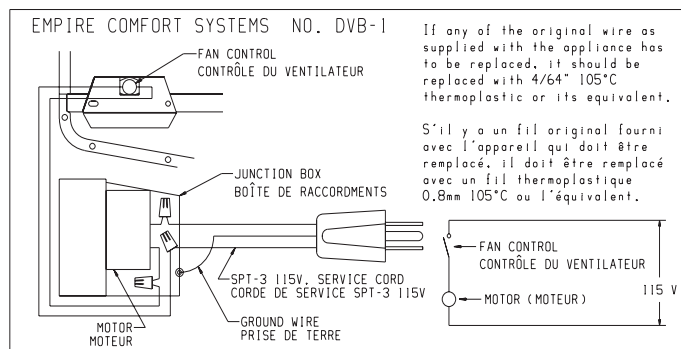 EMPIRE COMFORT SYSTEMS NO. DVB-1
FAN CONTROL
CONTRÔLE DU VENTILATEUR
If any of the original wire as
supplied with the appliance has
to be replaced, it should be
replaced with 4/64" 105°C
thermoplastic or its equivalent.
S'il y a un fil original fourni
avec l'appareil qui doit être
remplacé, il doit être remplacé
avec un fil thermoplastique
0.8mm 105°C ou l'équivalent.
JUNCTION BOX
BOÎTE DE RACCORDMENTS
SPT-3 115V. SERVICE CORD
CORDE DE SERVICE SPT-3 115V
GROUND WIRE
PRISE DE TERRE
MOTOR
MOTEUR
FAN CONTROL
CONTRÔLE DU VENTILATEUR
MOTOR (MOTEUR)
115 V